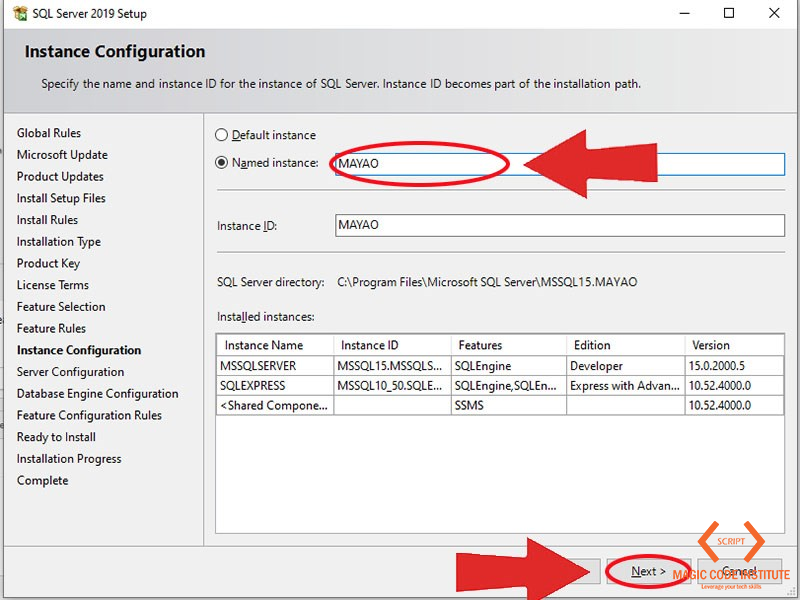 SQL Server 2019 Setup
Instance Configuration
Specify the name and instance ID for the instance of SQL Server. Instance ID becomes part of the installation path.
Global Rules
Microsoft Update
Product Updates
Install Setup Files
Install Rules
Installation Type
Product Key
License Terms
Feature Selection
Feature Rules
Instance Configuration
Server Configuration
Database Engine Configuration
Feature Configuration Rules
Ready to Install
Installation Progress
Complete
Default instance
Named instance: MAYAO
Instance ID: MAYAO
SQL Server directory: C:\Program Files\Microsoft SQL Server\MSSQL15.MAYAO
Installed instances:
Instance Name Instance ID Features Edition Version
MSSQLSERVER MSSQL15.MSSQLS... SQLEngine Developer 15.0.2000.5
SQLEXPRESS MSSQL10_50.SQLE... SQLEngine,SQLEn... Express with Advan... 10.52.4000.0
<Shared Compone... SSMS 10.52.4000.0
Next > Cancel
SCRIPT
MAGIC CODE INSTITUTE
Leverage your tech skills